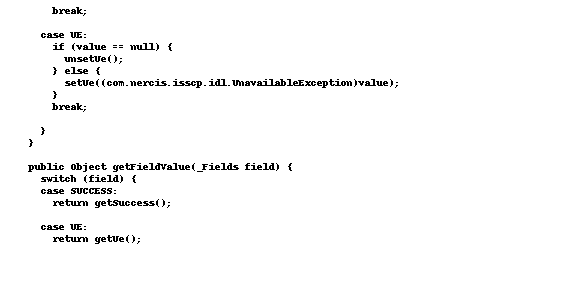 break;
case UE:
if (value == null) {
unsetUe();
} else {
setUe((com.nercis.isscp.idl.UnavailableException)value);
}
break;
}
}
public Object getFieldValue(_Fields field) {
switch (field) {
case SUCCESS:
return getSuccess();
case UE:
return getUe();